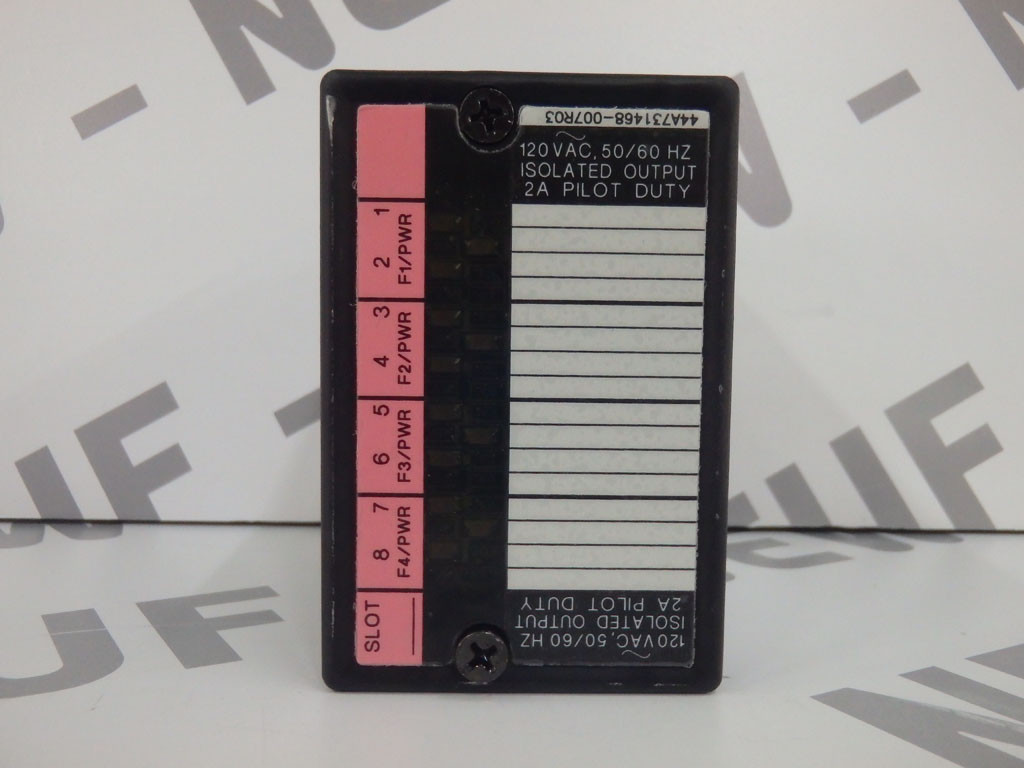 44A731468-007R03
120 VAC, 50/60 HZ
ISOLATED OUTPUT
2A PILOT DUTY
1
2
F1/PWR
3
4
F2/PWR
5
6
F3/PWR
7
8
F4/PWR
SLOT
120 VAC, 50/60 HZ
ISOLATED OUTPUT
2A PILOT DUTY